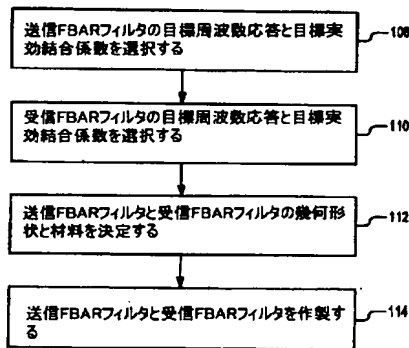 送信FBARフィルタの目標周波数応答と目標実
効結合係数を選択する
108
受信FBARフィルタの目標周波数応答と目標実
効結合係数を選択する
110
送信FBARフィルタと受信FBARフィルタの幾何形
状と材料を決定する
112
送信FBARフィルタと受信FBARフィルタを作製す
る
114